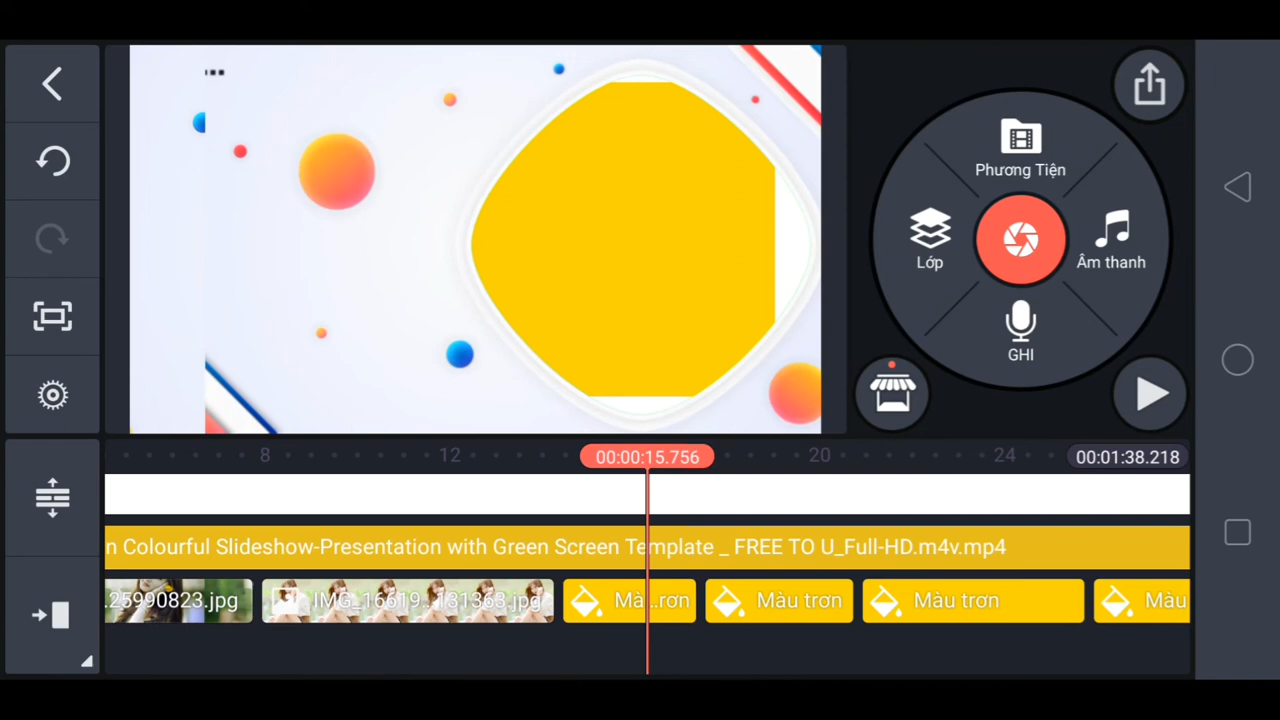 Phương Tiện
Lớp
Âm thanh
GHI
8
12
00:00:15.756
20
24
00:01:38.218
n Colourful Slideshow-Presentation with Green Screen Template _ FREE TO U_Full-HD.m4v.mp4
.25990823.jpg
IMG_16619...131363.jpg
Mà...rơn
Màu trơn
Màu trơn
Màu